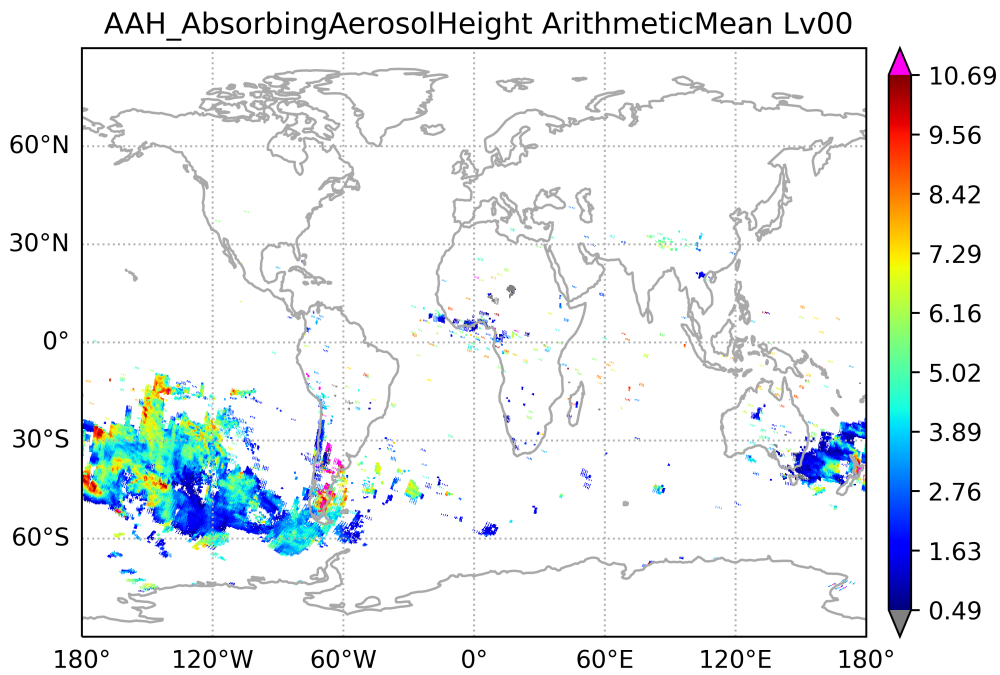 AAH_AbsorbingAerosolHeight ArithmeticMean Lv00
60°N
30°N
0°
30°S
60°S
180°
120°W
60°W
0°
60°E
120°E
180°
10.69
9.56
8.42
7.29
6.16
5.02
3.89
2.76
1.63
0.49